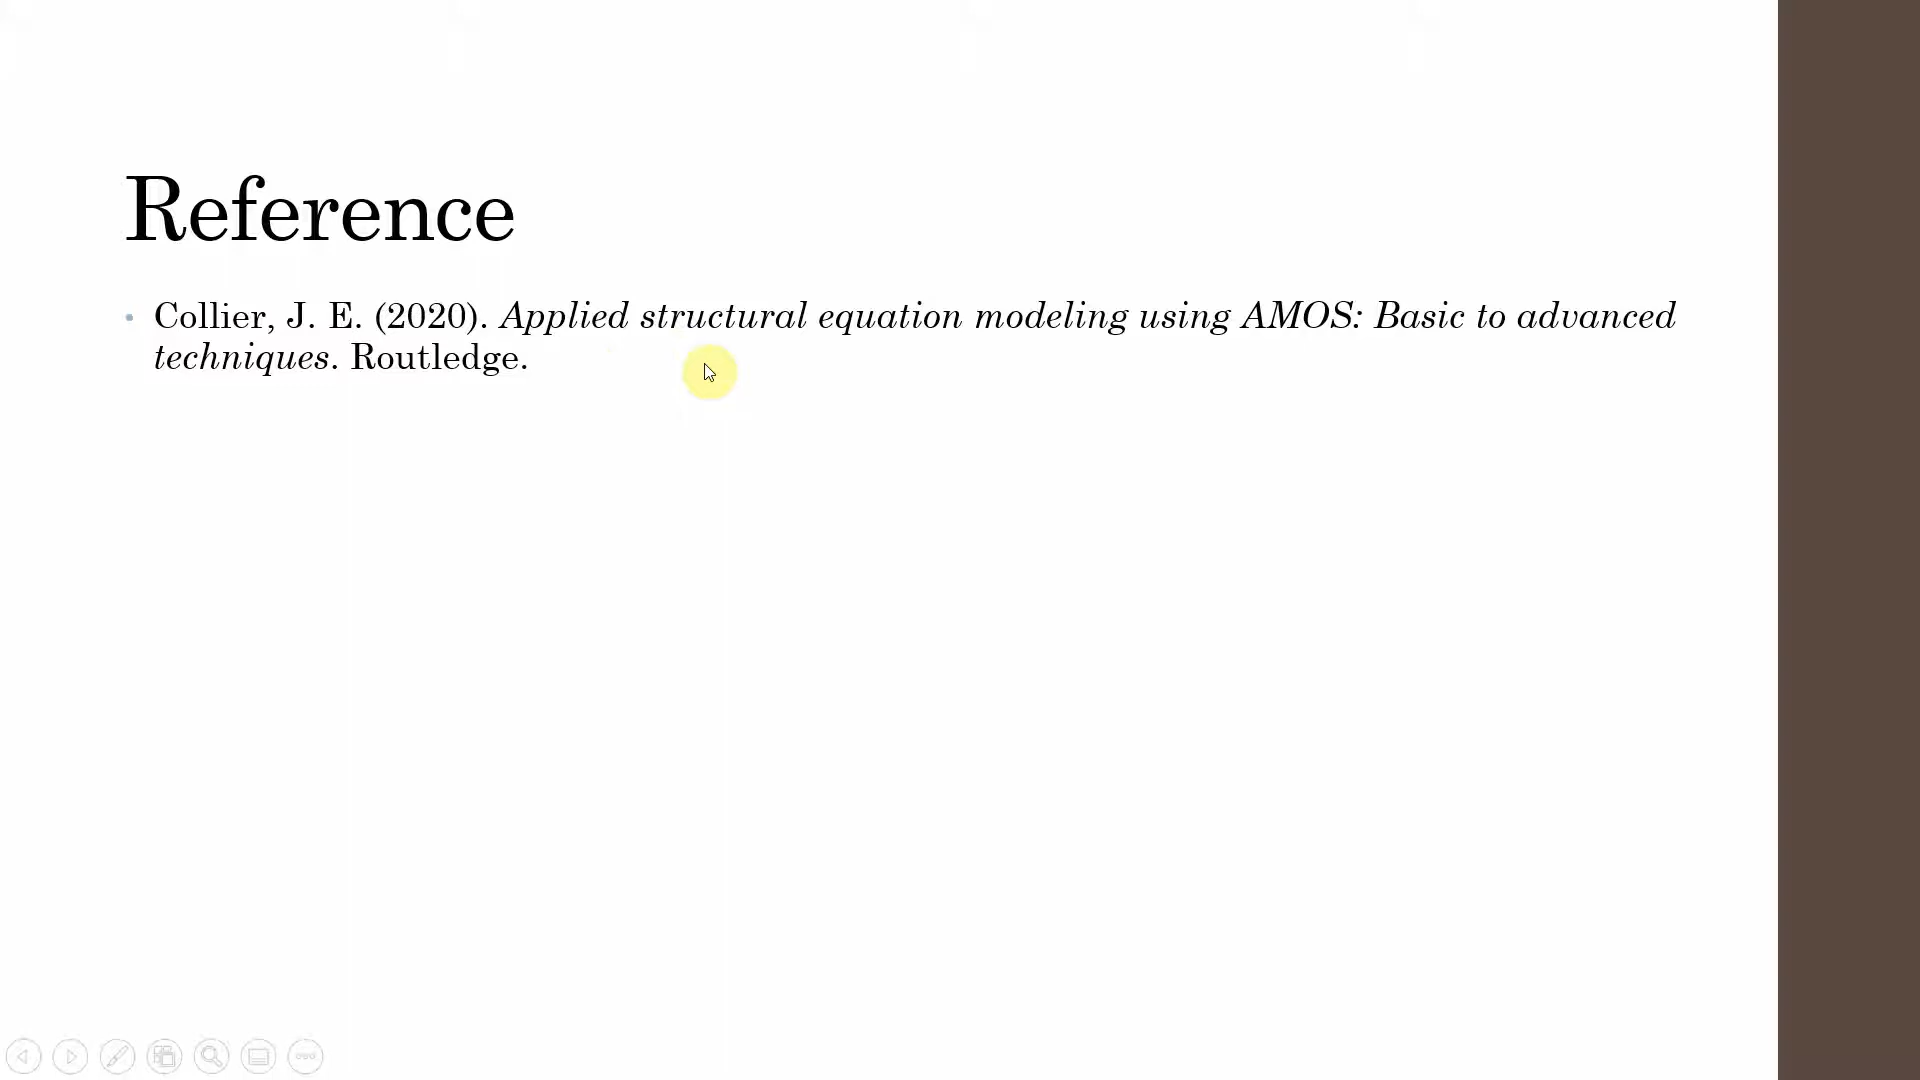 Reference
• Collier, J. E. (2020). Applied structural equation modeling using AMOS: Basic to advanced
techniques. Routledge.